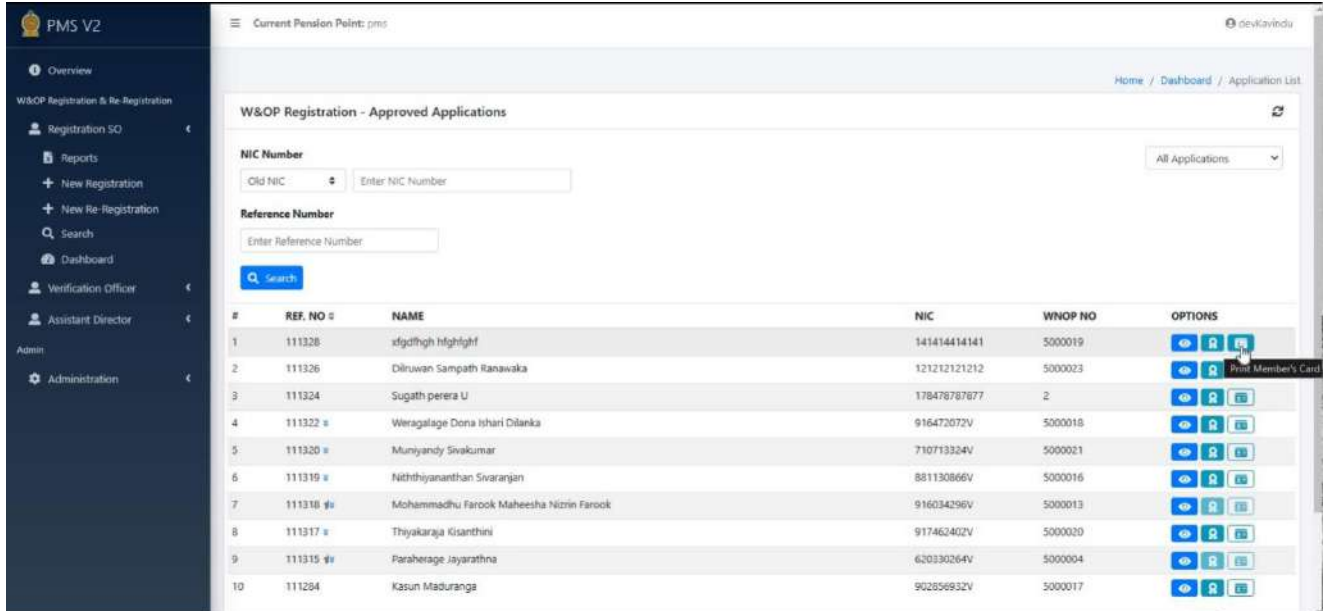 PMS V2
Current Pension Point: pms
devKavindu
Overview
Home / Dashboard / Application List
W&OP Registration & Re-Registration
W&OP Registration - Approved Applications
Registration SO
Reports
NIC Number
All Applications
New Registration
Old NIC
Enter NIC Number
New Re-Registration
Reference Number
Search
Enter Reference Number
Dashboard
Search
Verification Officer
Assistant Director
# REF. NO NAME NIC WNOP NO OPTIONS
Admin
1 111328 xfgdfhgh hfghfghf 141414414141 5000019
Administration
Print Member's Card
2 111326 Dilruwan Sampath Ranawaka 121212121212 5000023
3 111324 Sugath perera U 178478787877 2
4 111322 Weragalage Dona Ishari Dilanka 916472072V 5000018
5 111320 Muniyandy Sivakumar 710713324V 5000021
6 111319 Niththiyananthan Sivaranjan 881130866V 5000016
7 111318 Mohammadhu Farook Maheesha Nizrin Farook 916034296V 5000013
8 111317 Thiyakaraja Kisanthini 917462402V 5000020
9 111315 Paraherage Jayarathna 620330264V 5000004
10 111284 Kasun Maduranga 902856932V 5000017